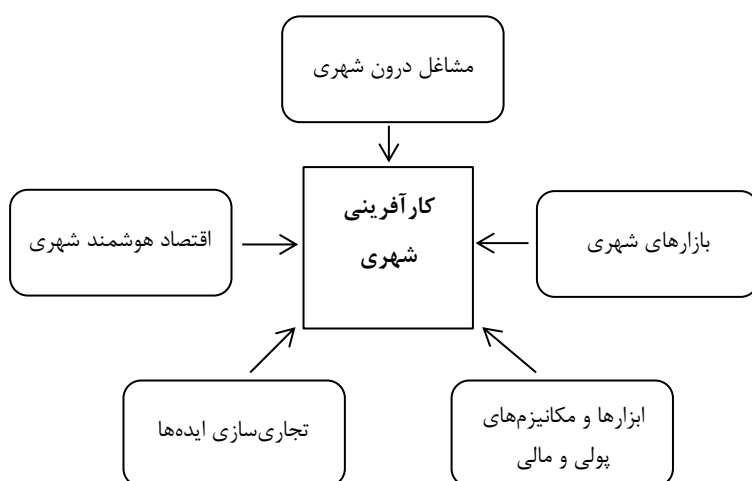 مشاغل درون شهری
کارآفرینی
شهری
بازارهای شهری
اقتصاد هوشمند شهری
ابزارها و مکانیزم‌های
پولی و مالی
تجاری‌سازی ایده‌ها